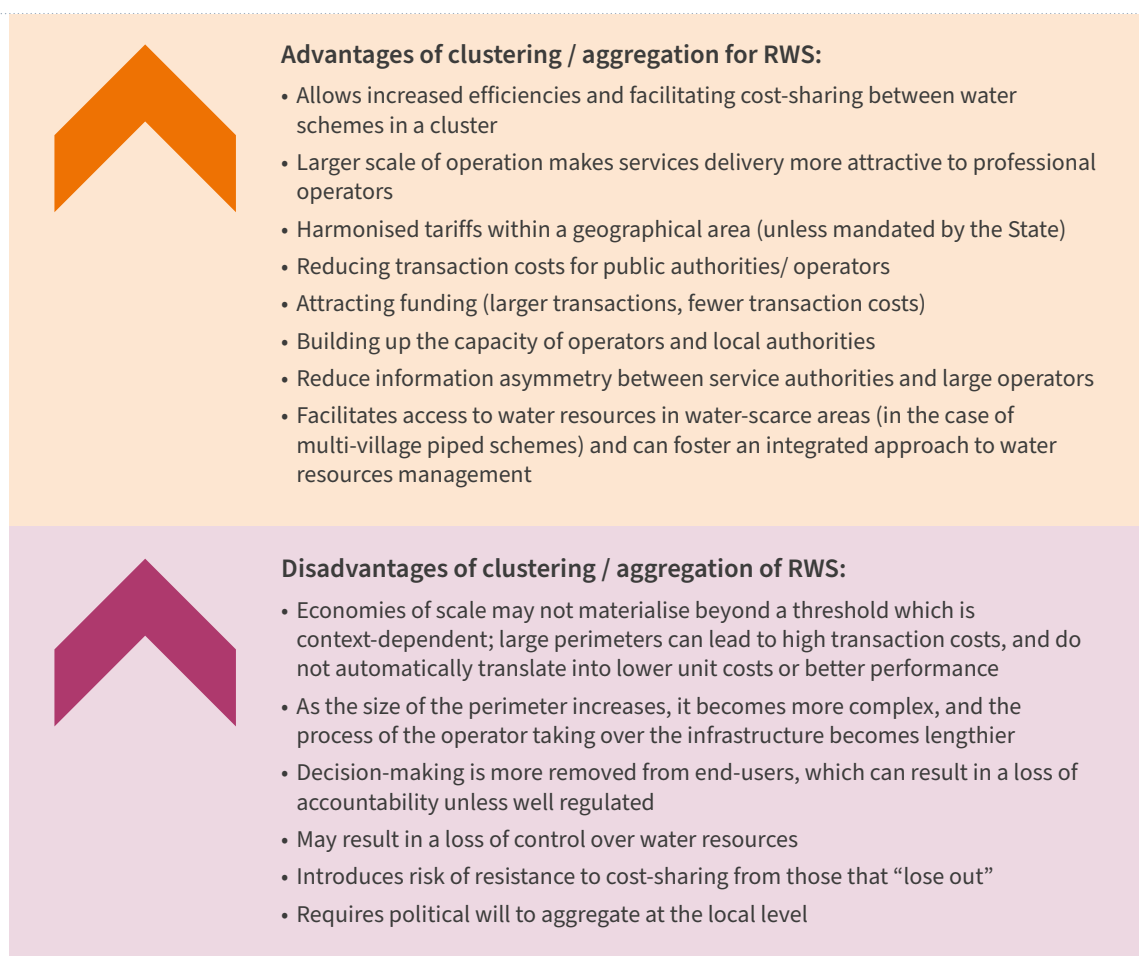 Advantages of clustering / aggregation for RWS:
• Allows increased efficiencies and facilitating cost-sharing between water
schemes in a cluster
• Larger scale of operation makes services delivery more attractive to professional
operators
• Harmonised tariffs within a geographical area (unless mandated by the State)
• Reducing transaction costs for public authorities/ operators
• Attracting funding (larger transactions, fewer transaction costs)
• Building up the capacity of operators and local authorities
• Reduce information asymmetry between service authorities and large operators
• Facilitates access to water resources in water-scarce areas (in the case of
multi-village piped schemes) and can foster an integrated approach to water
resources management
Disadvantages of clustering / aggregation of RWS:
• Economies of scale may not materialise beyond a threshold which is
context-dependent; large perimeters can lead to high transaction costs, and do
not automatically translate into lower unit costs or better performance
• As the size of the perimeter increases, it becomes more complex, and the
process of the operator taking over the infrastructure becomes lengthier
• Decision-making is more removed from end-users, which can result in a loss of
accountability unless well regulated
• May result in a loss of control over water resources
• Introduces risk of resistance to cost-sharing from those that “lose out”
• Requires political will to aggregate at the local level